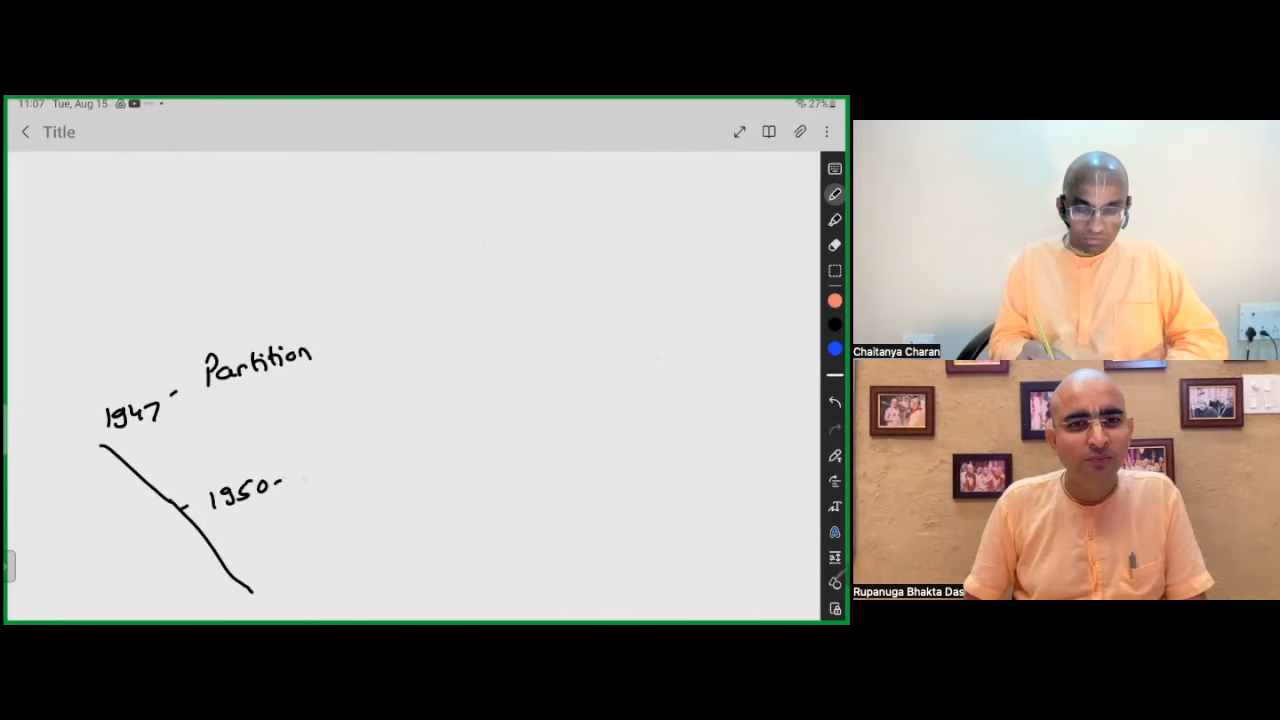 11:07 Tue, Aug 15
27%
Title
Partition
1947 -
1950-
Chaitanya Charan
Rupanuga Bhakta Das